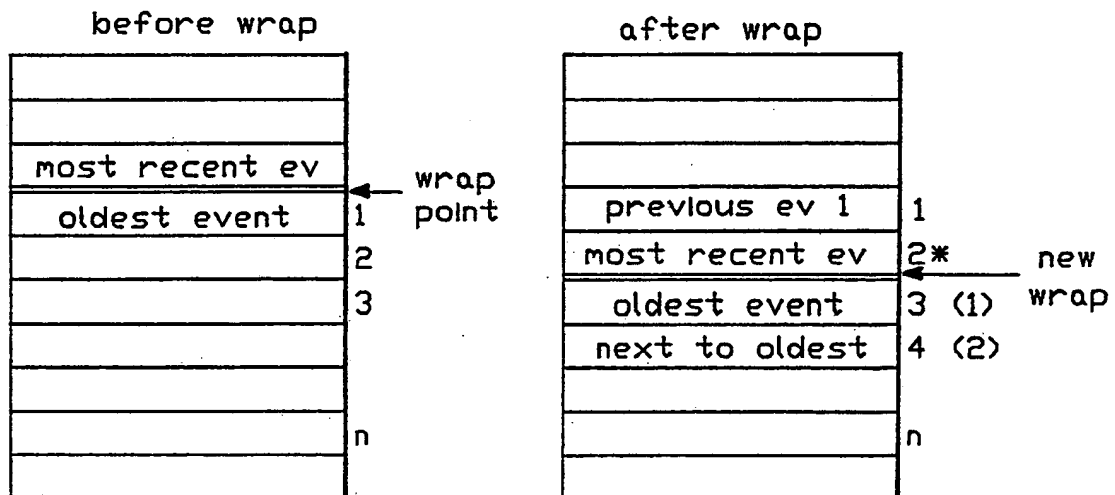 before wrap
most recent ev
wrap
point
oldest event 1
2
3
n
after wrap
previous ev 1 1
most recent ev 2*
new
wrap
oldest event 3 (1)
next to oldest 4 (2)
n